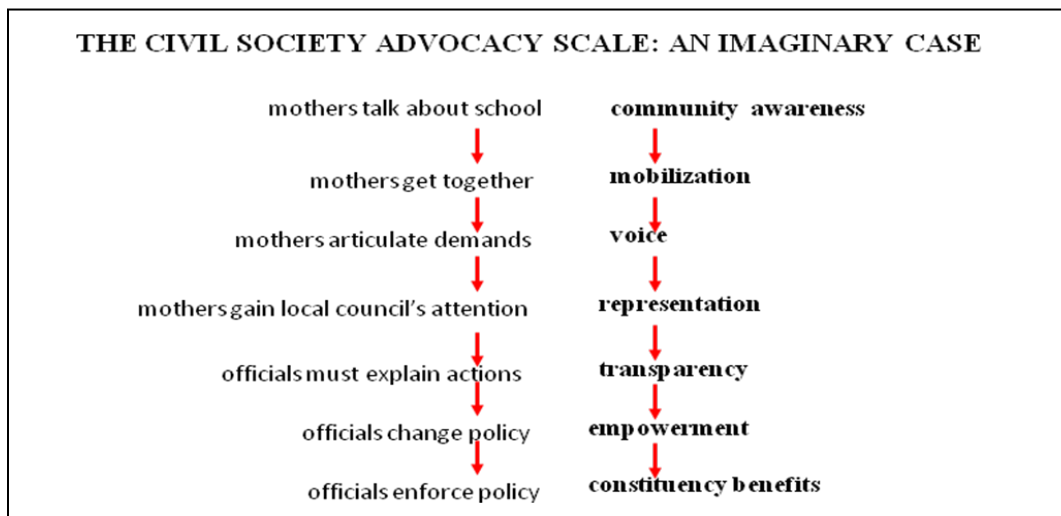 THE CIVIL SOCIETY ADVOCACY SCALE: AN IMAGINARY CASE
mothers talk about school community awareness
mothers get together mobilization
mothers articulate demands voice
mothers gain local council's attention representation
officials must explain actions transparency
officials change policy empowerment
officials enforce policy constituency benefits